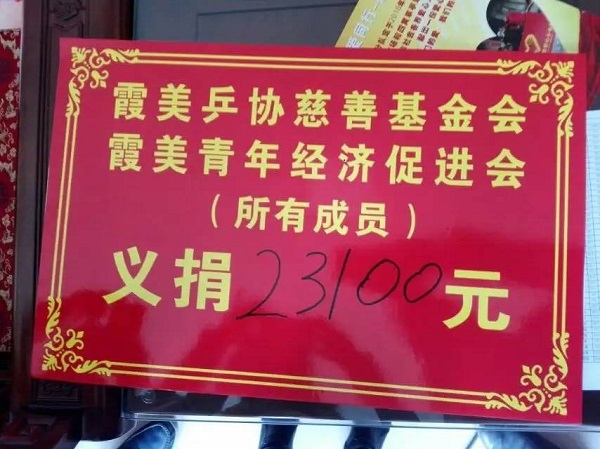 霞美乒协慈善基金会
霞美青年经济促进会
（所有成员）
义捐23100元